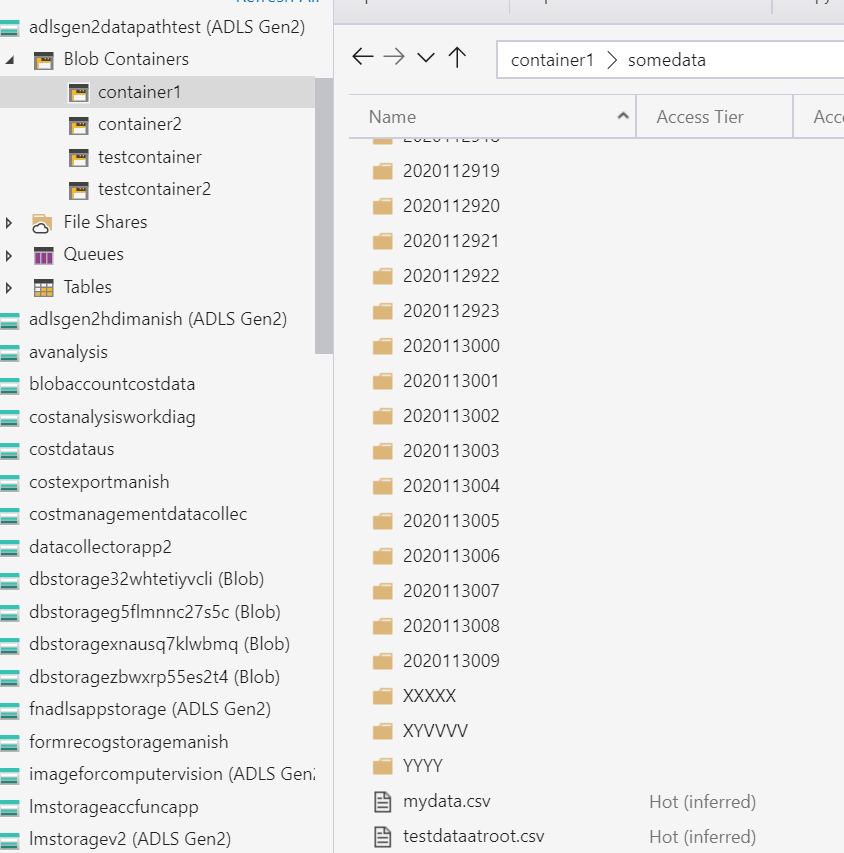 Refresh All
adlsgen2datapathtest (ADLS Gen2)
Blob Containers
container1
container2
testcontainer
testcontainer2
File Shares
Queues
Tables
adlsgen2hdimanish (ADLS Gen2)
avanalysis
blobaccountcostdata
costanalysisworkdiag
costdataus
costexportmanish
costmanagementdatacollec
datacollectorapp2
dbstorage32whtetiyvcli (Blob)
dbstorageg5flmnnc27s5c (Blob)
dbstoragexnausq7klwbmq (Blob)
dbstoragezbwxrp55es2t4 (Blob)
fnadlsappstorage (ADLS Gen2)
formrecogstoragemanish
imageforcomputervision (ADLS Gen2
lmstorageaccfuncapp
lmstoragev2 (ADLS Gen2)
container1 > somedata
Name Access Tier Acce
2020112918
2020112919
2020112920
2020112921
2020112922
2020112923
2020113000
2020113001
2020113002
2020113003
2020113004
2020113005
2020113006
2020113007
2020113008
2020113009
XXXXX
XYVVVV
YYYY
mydata.csv Hot (inferred)
testdataatroot.csv Hot (inferred)